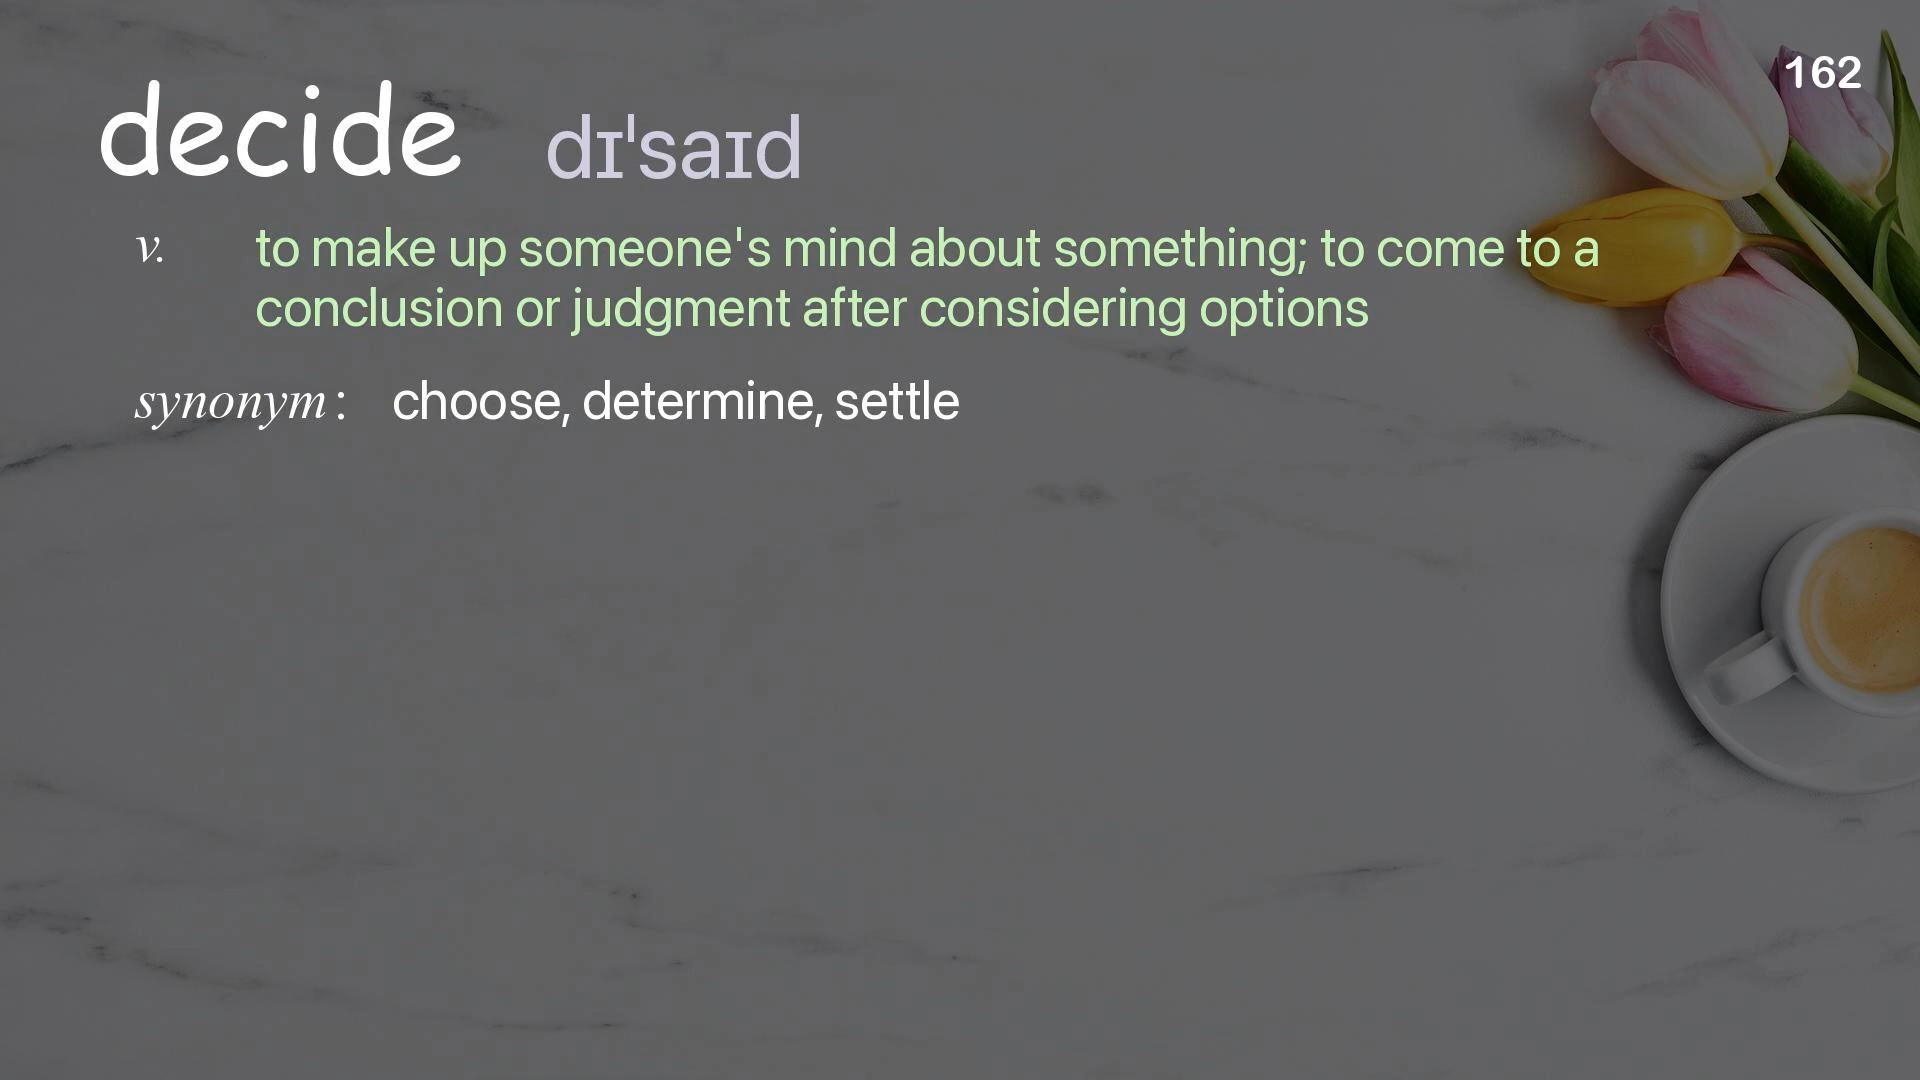 162
decide dɪˈsaɪd
v. to make up someone's mind about something; to come to a
conclusion or judgment after considering options
synonym: choose, determine, settle